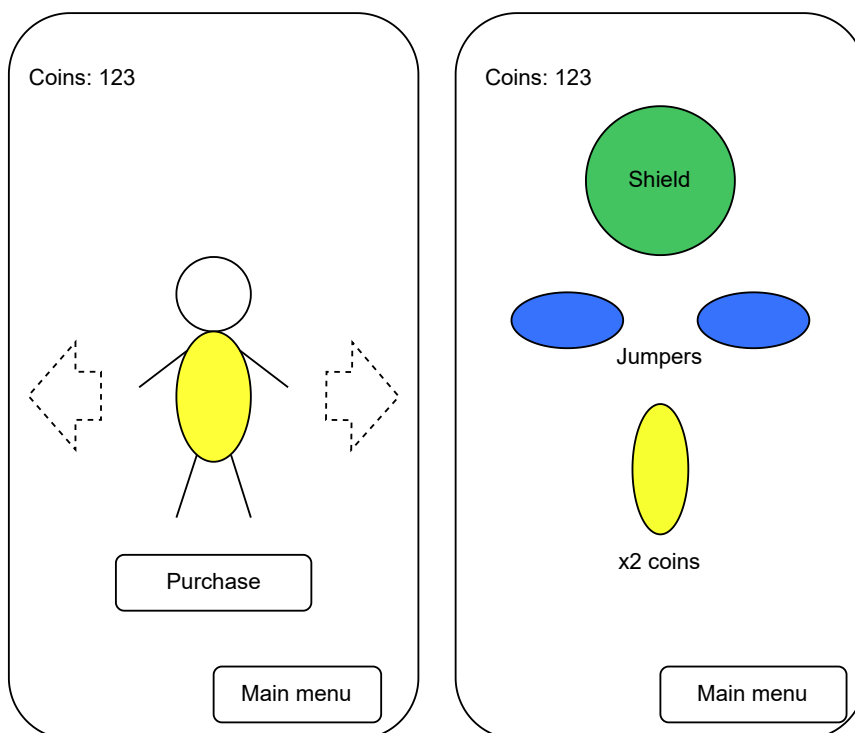 Coins: 123
Purchase
Main menu
Coins: 123
Shield
Jumpers
x2 coins
Main menu